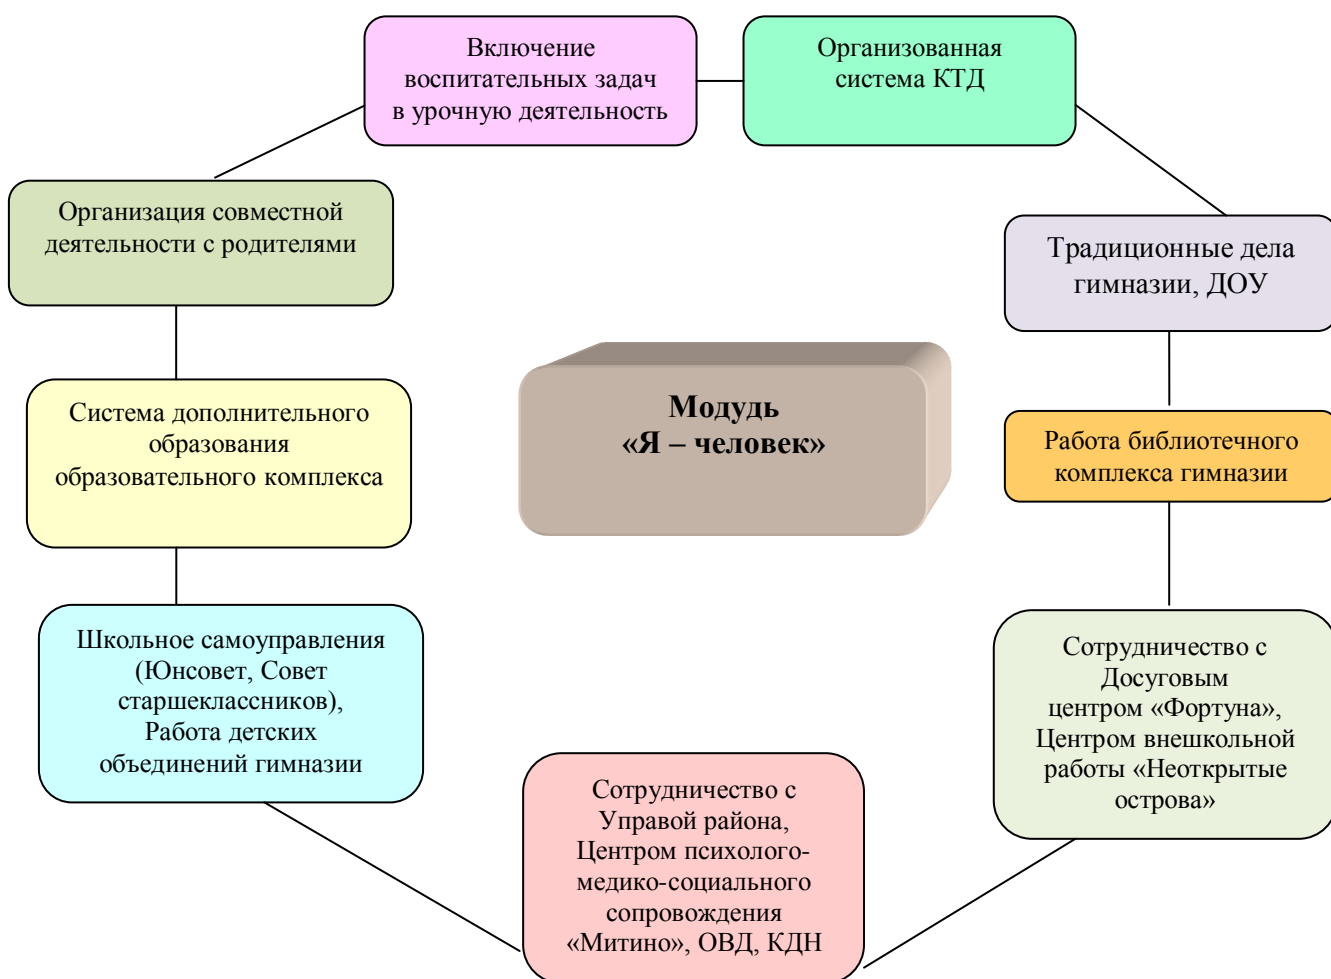 Включение
воспитательных задач
в урочную деятельность
Организованная
система КТД
Организация совместной
деятельности с родителями
Традиционные дела
гимназии, ДОУ
Модудь
«Я – человек»
Система дополнительного
образования
образовательного комплекса
Работа библиотечного
комплекса гимназии
Школьное самоуправления
(Юнсовет, Совет
старшеклассников),
Работа детских
объединений гимназии
Сотрудничество с
Досуговым
центром «Фортуна»,
Центром внешкольной
работы «Неоткрытые
острова»
Сотрудничество с
Управой района,
Центром психолого-
медико-социального
сопровождения
«Митино», ОВД, КДН